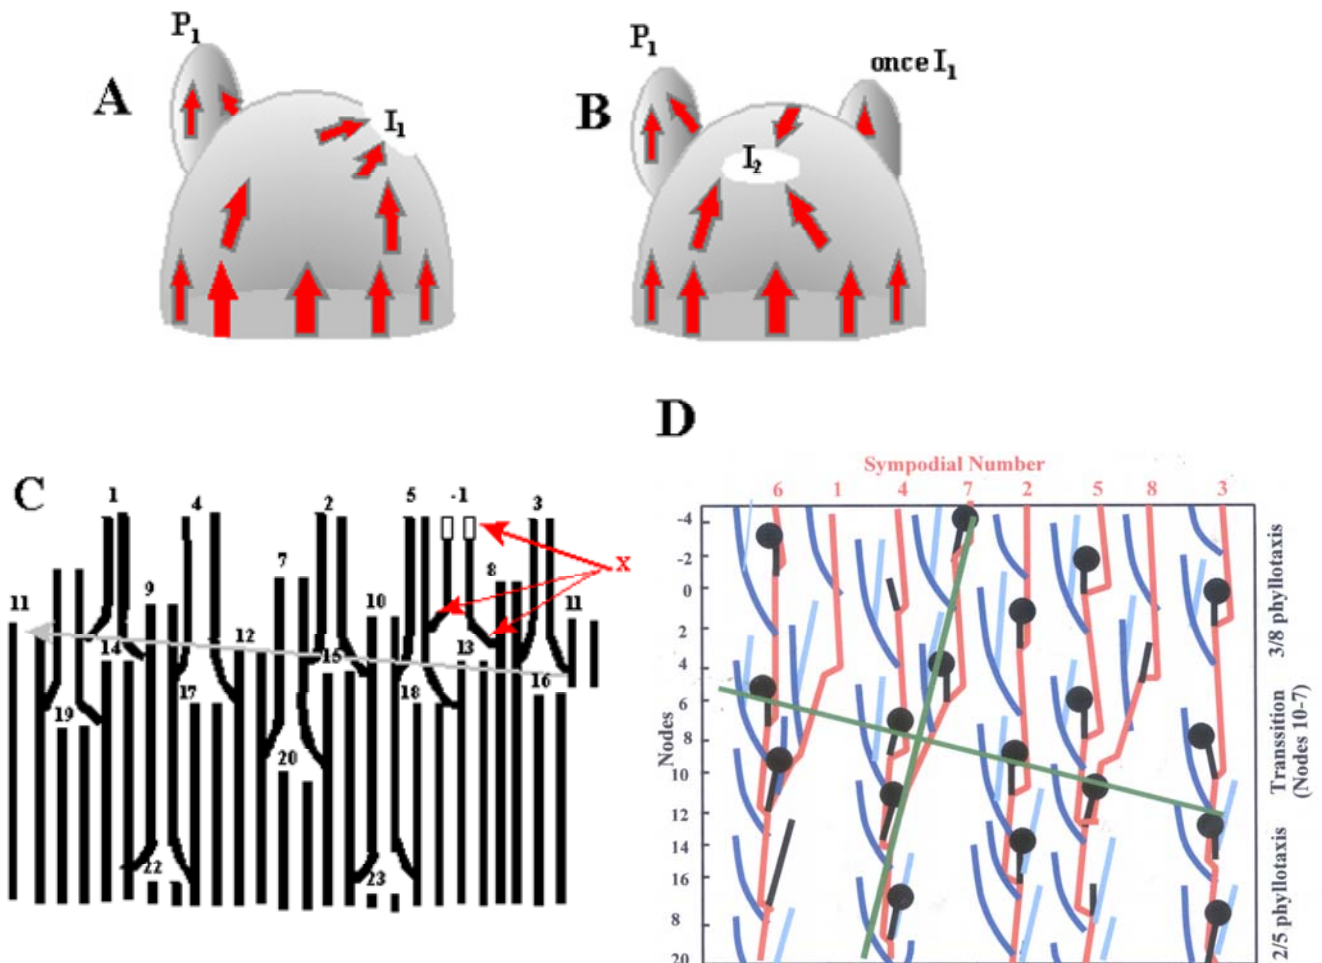 P1
A
I1
P1
once I1
B
I2
C
1 4 2 5 -1 3
x
7 8
9 10 11
11
12
14 15 13
16
17 18
19
20
22 23
D
Sympodial Number
6 1 4 7 2 5 8 3
-4
-2
0
2
4
6
8
10
12
14
16
8
20
Nodes
3/8 phyllotaxis
Transsition
(Nodes 10-7)
2/5 phyllotaxis